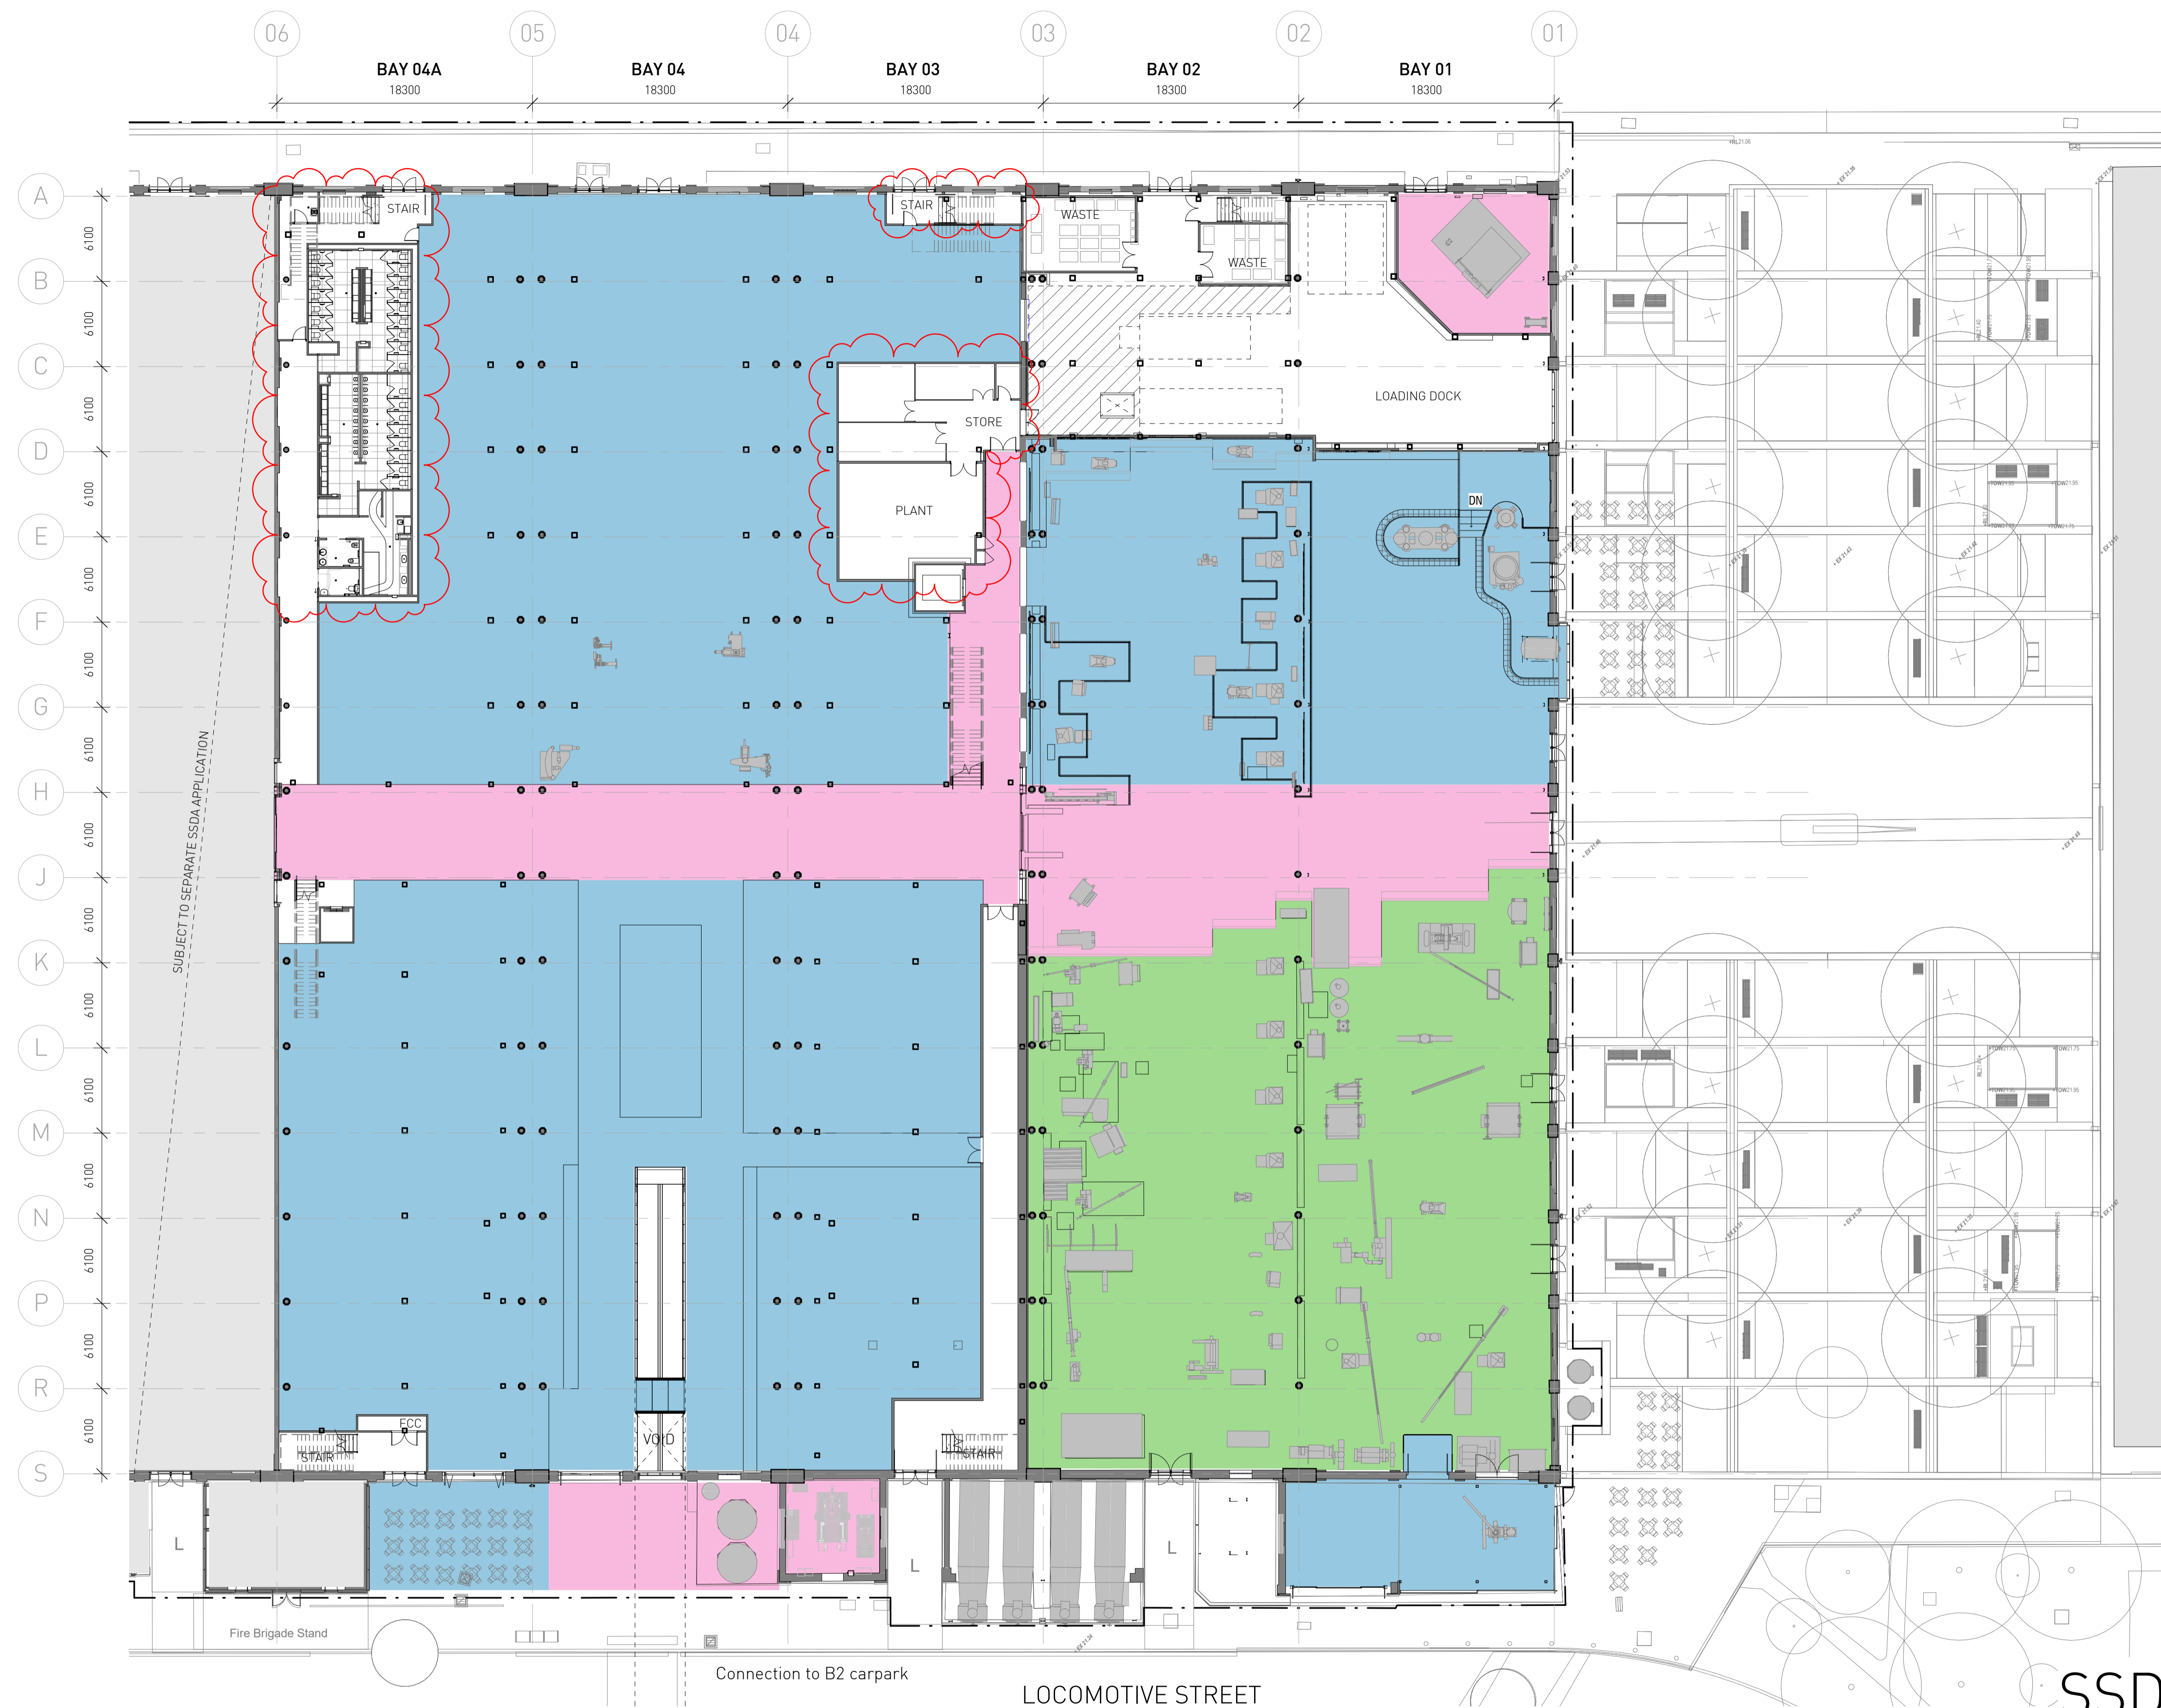 06 05 04 03 02 01
BAY 04A BAY 04 BAY 03 BAY 02 BAY 01
18300 18300 18300 18300 18300
A
6100
B
6100
C
6100
D
6100
E
6100
F
6100
G
6100
H
6100
J
6100
K
6100
L
6100
M
6100
N
6100
P
6100
R
6100
S
STAIR
STAIR
WASTE
WASTE
LOADING DOCK
STORE
PLANT
DN
SUBJECT TO SEPARATE SSDA APPLICATION
FCC
STAIR
VOID
STAIR
L
L
L
Fire Brigade Stand
Connection to B2 carpark
LOCOMOTIVE STREET
SSD